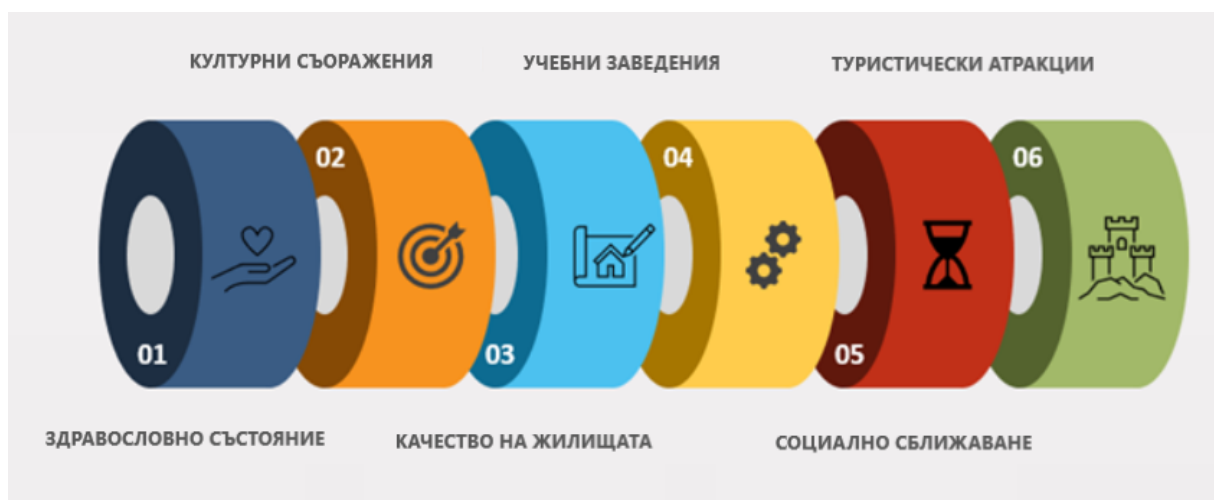 КУЛТУРНИ СЪОРАЖЕНИЯ
УЧЕБНИ ЗАВЕДЕНИЯ
ТУРИСТИЧЕСКИ АТРАКЦИИ
02
04
06
01
03
05
ЗДРАВОСЛОВНО СЪСТОЯНИЕ
КАЧЕСТВО НА ЖИЛИЩАТА
СОЦИАЛНО СБЛИЖАВАНЕ